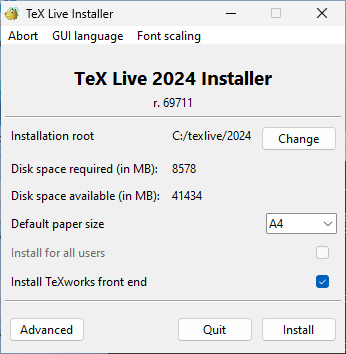 TeX Live Installer
Abort GUI language Font scaling
TeX Live 2024 Installer
r. 69711
Installation root C:/texlive/2024 Change
Disk space required (in MB): 8578
Disk space available (in MB): 41434
Default paper size A4
Install for all users
Install TeXworks front end
Advanced Quit Install